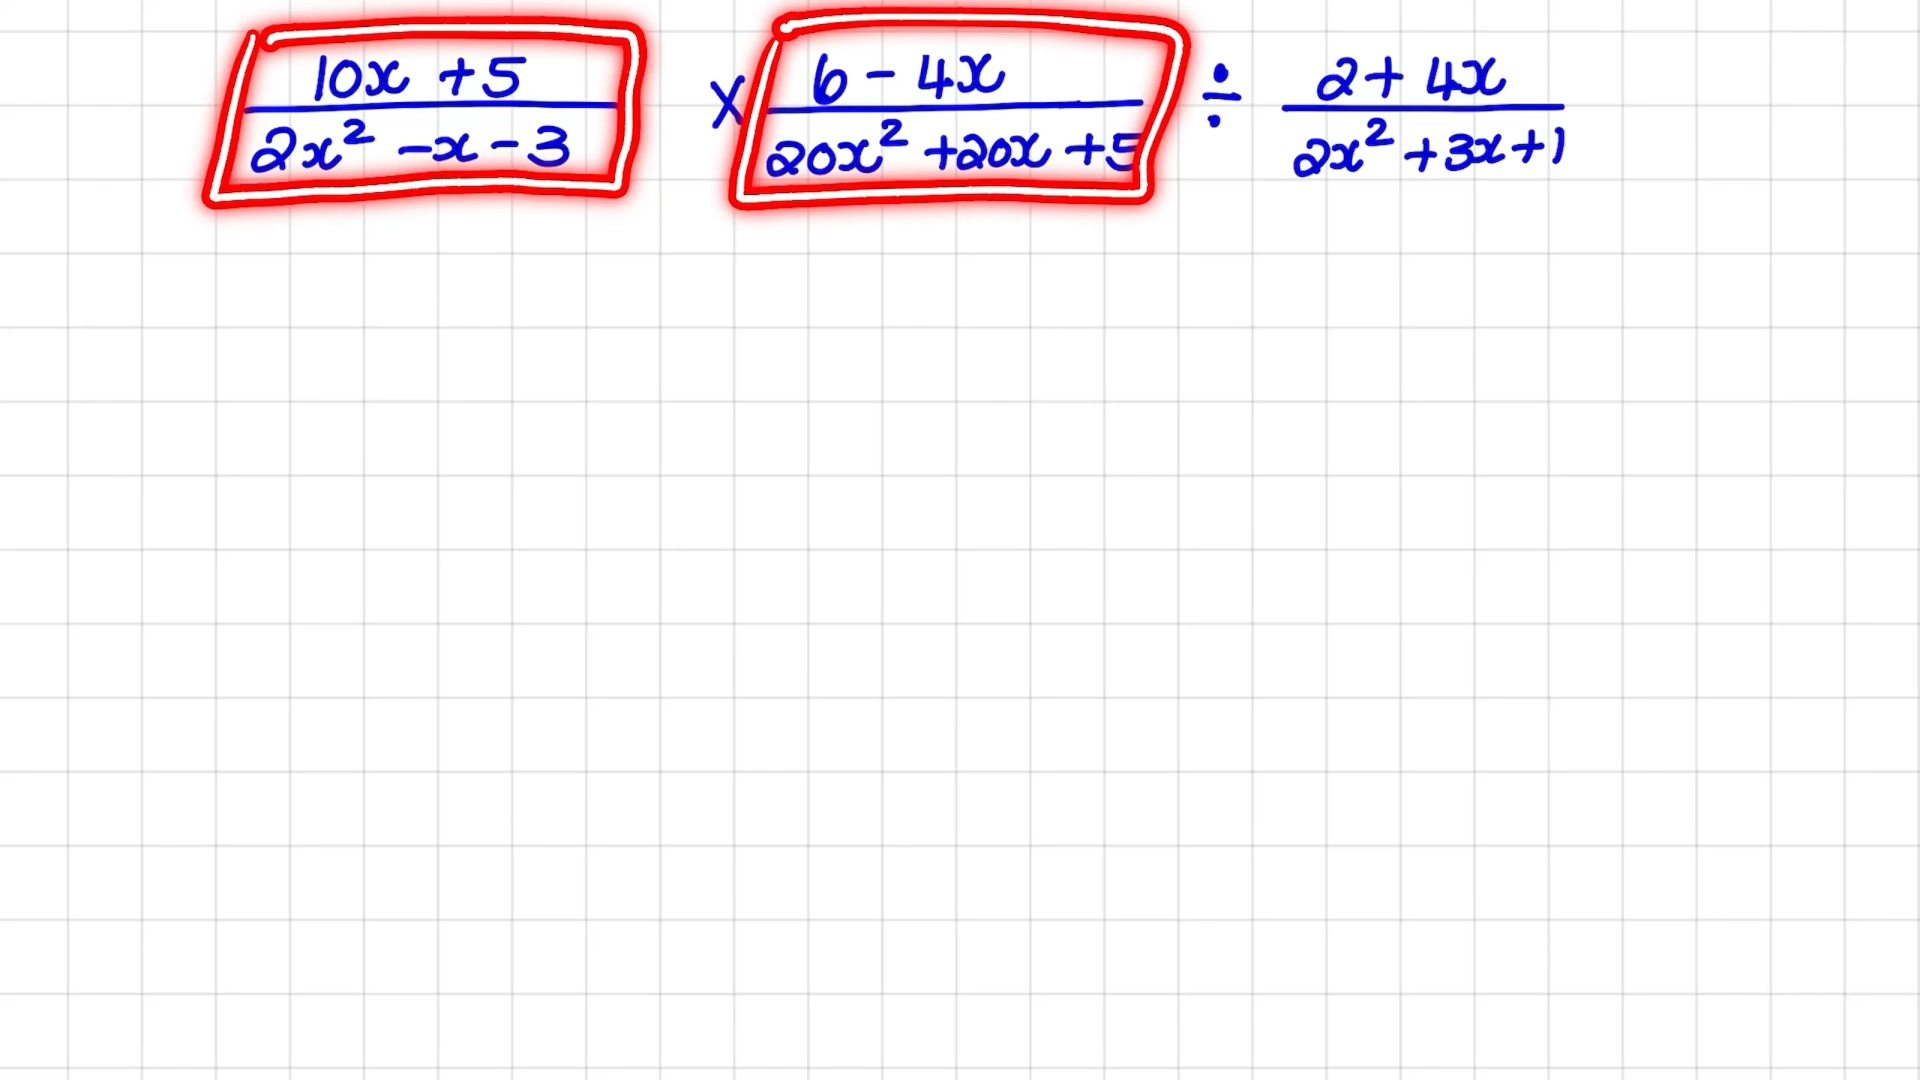 10x + 5 / 2x² - x - 3 × 6 - 4x / 20x² + 20x + 5 ÷ 2 + 4x / 2x² + 3x + 1